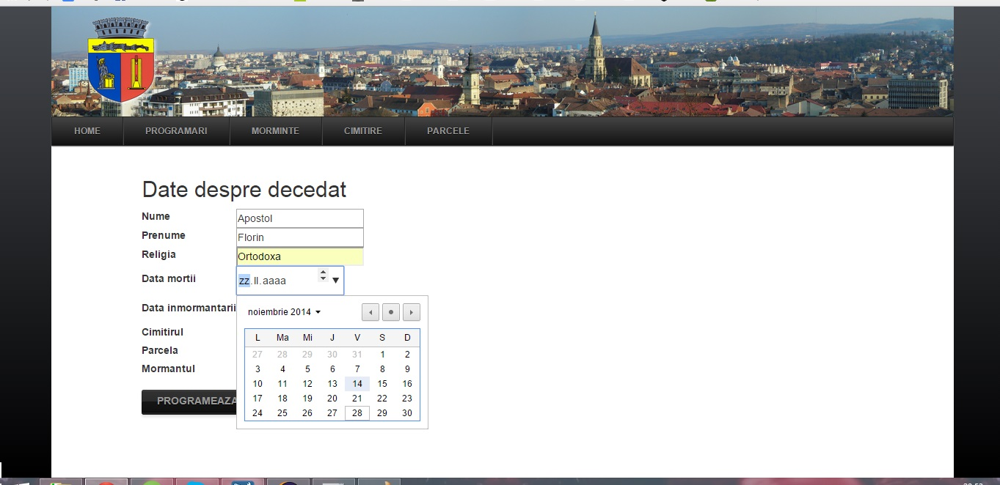 HOME PROGRAMARI MORMINTE CIMITIRE PARCELE
Date despre decedat
Nume Apostol
Prenume Florin
Religia Ortodoxa
Data mortii zz.ll.aaaa
Data inmormantarii
noiembrie 2014
L Ma Mi J V S D
27 28 29 30 31 1 2
3 4 5 6 7 8 9
10 11 12 13 14 15 16
17 18 19 20 21 22 23
24 25 26 27 28 29 30
Cimitirul
Parcela
Mormantul
PROGRAMEAZA